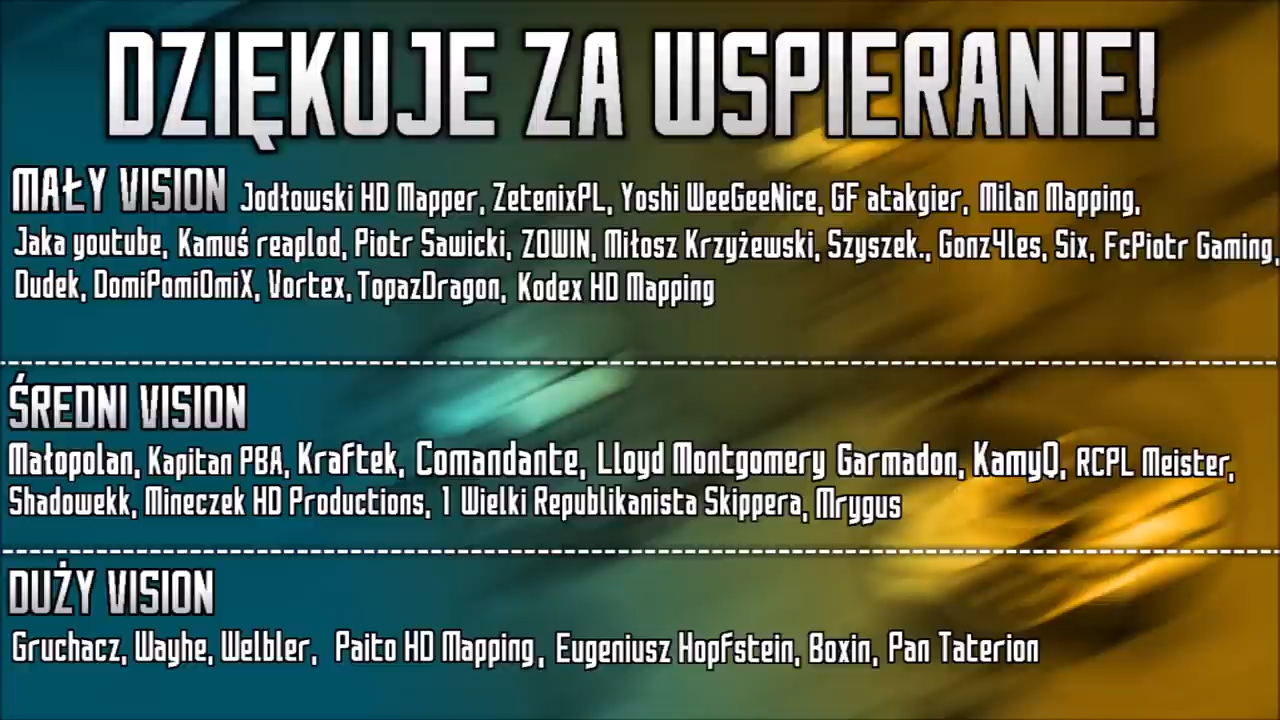 DZIĘKUJE ZA WSPIERANIE!
MAŁY VISION Jodłowski HD Mapper, ZetenixPL, Yoshi WeeGeeNice, GF atakgier, Milan Mapping,
Jaka youtube, Kamuś reaplod, Piotr Sawicki, ZOWIN, Miłosz Krzyżewski, Szyszek., Gonz4les, Six, FcPiotr Gaming,
Dudek, DomiPomiOmiX, Vortex, TopazDragon, Kodex HD Mapping
ŚREDNI VISION
Małopolan, Kapitan PBA, Kraftek, Comandante, Lloyd Montgomery Garmadon, KamyQ, RCPL Meister,
Shadowekk, Mineczek HD Productions, 1 Wielki Republikanista Skippera, Mrygus
DUŻY VISION
Gruchacz, Wayhe, Welbler, Paito HD Mapping, Eugeniusz Hopfstein, Boxin, Pan Taterion